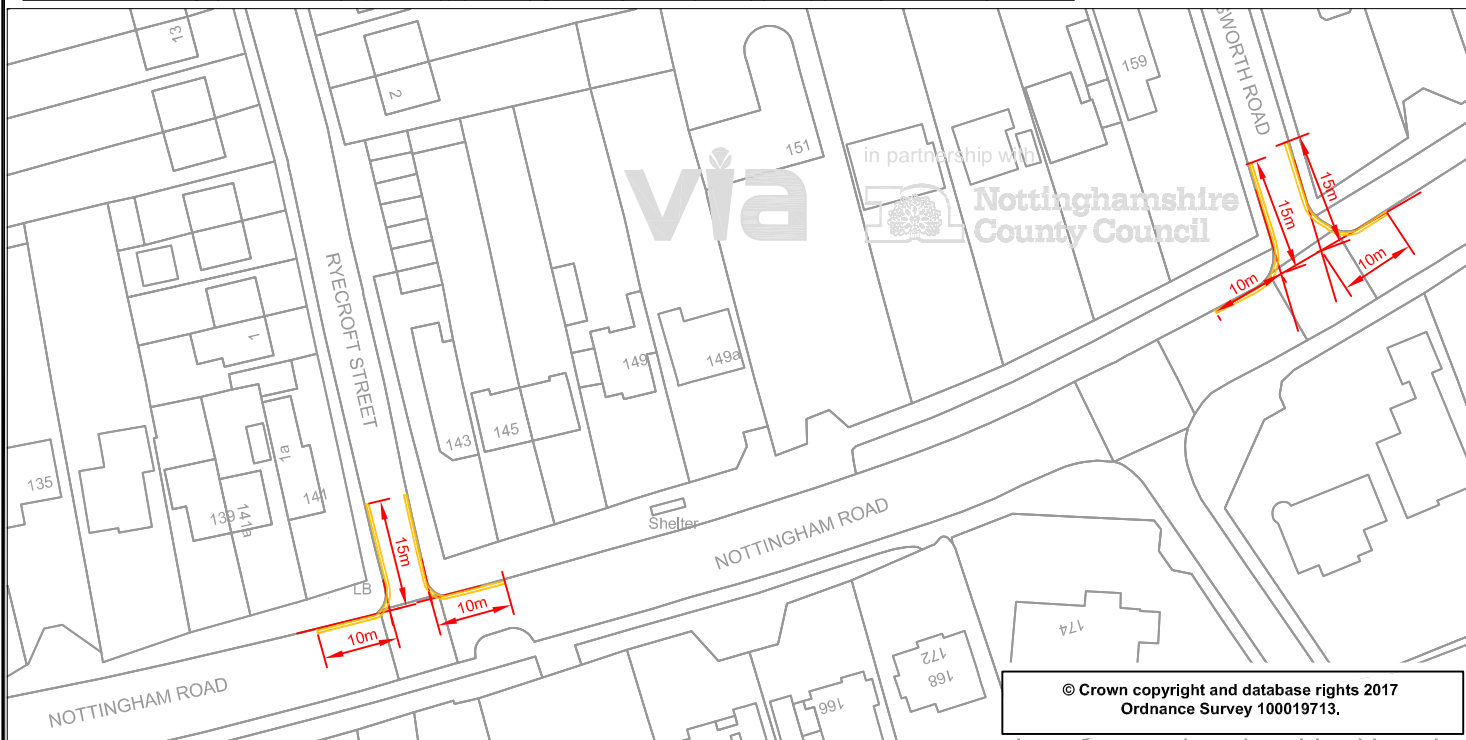 13
2
159
SWORTH ROAD
151
in partnership with
via
Nottinghamshire
County Council
15m
15m
10m
10m
RYECROFT STREET
1
149
149a
143
145
135
1a
141
139
141a
Shelter
NOTTINGHAM ROAD
15m
LB
10m
10m
174
172
168
166
NOTTINGHAM ROAD
© Crown copyright and database rights 2017
Ordnance Survey 100019713.